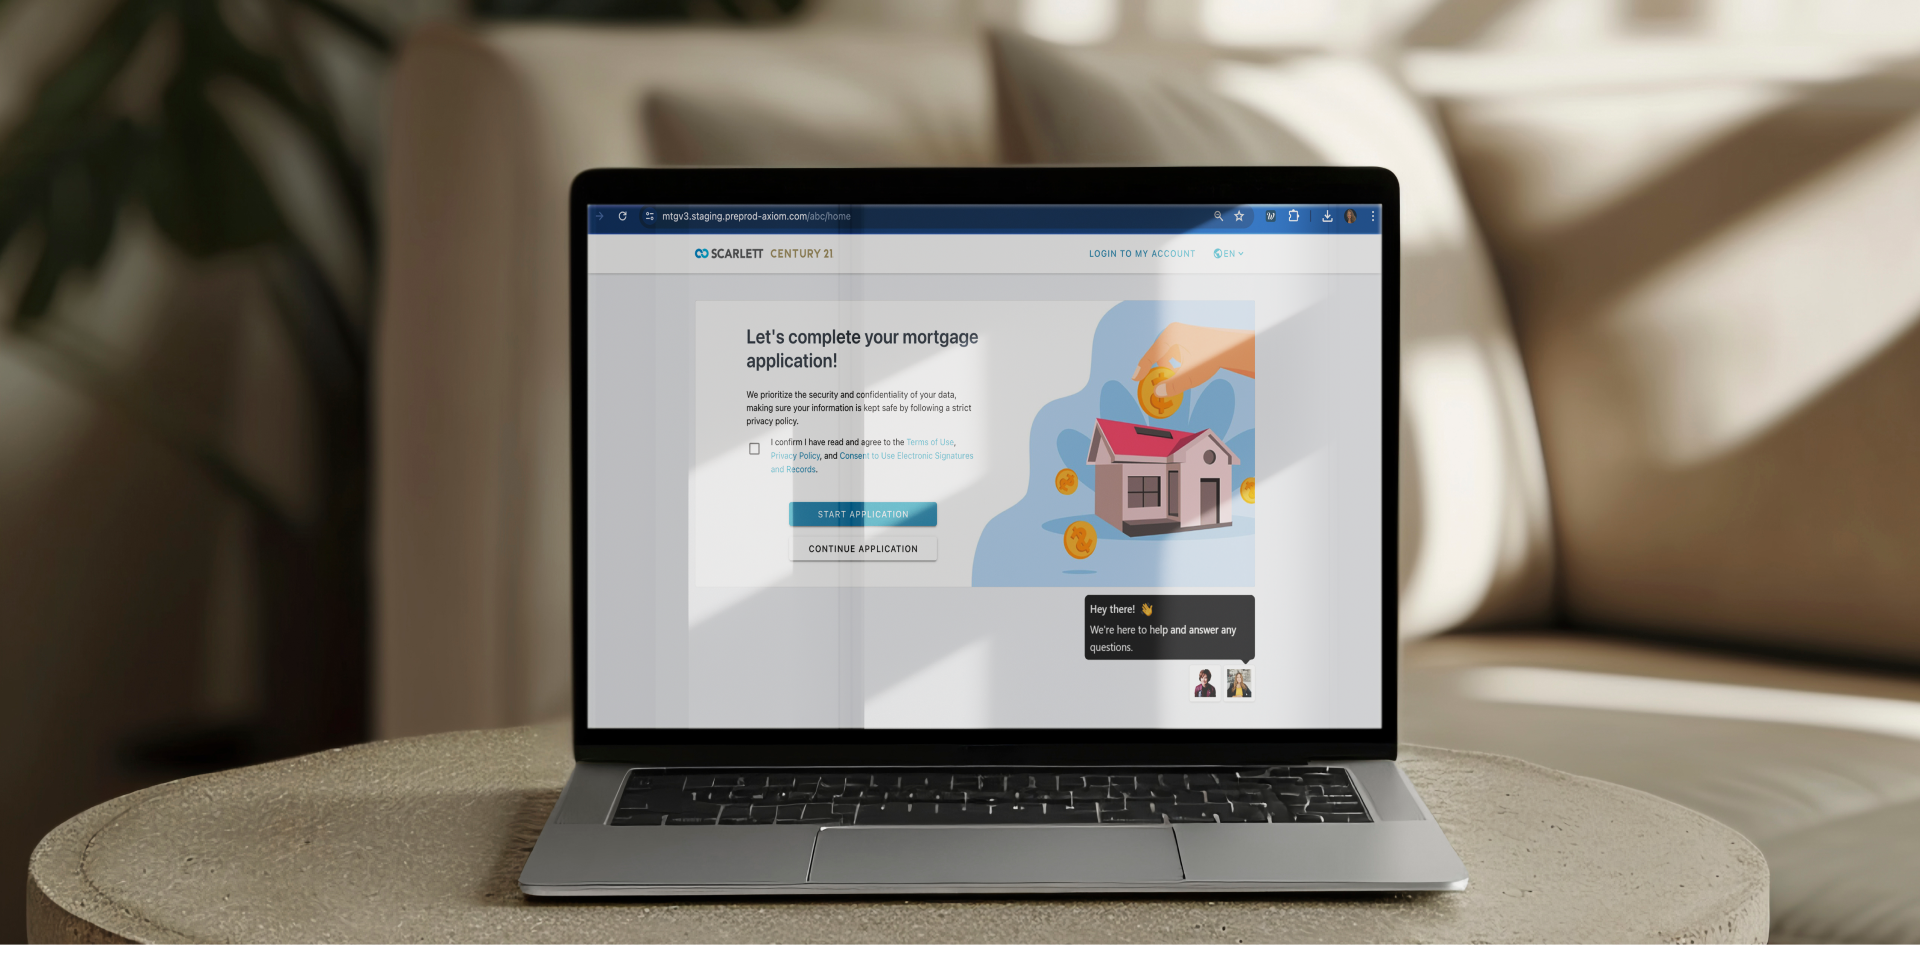 mtgv3.staging.preprod-axiom.com/abc/home
SCARLETT CENTURY 21
LOGIN TO MY ACCOUNT EN
Let's complete your mortgage
application!
We prioritize the security and confidentiality of your data,
making sure your information is kept safe by following a strict
privacy policy.
I confirm I have read and agree to the Terms of Use,
Privacy Policy, and Consent to Use Electronic Signatures
and Records.
START APPLICATION
CONTINUE APPLICATION
Hey there! 👋
We're here to help and answer any
questions.